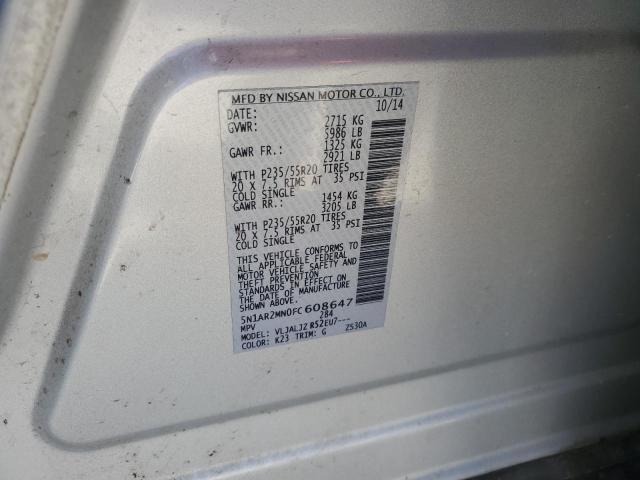 MFD BY NISSAN MOTOR CO., LTD.
DATE: 10/14
GVWR: 2715 KG
5986 LB
GAWR FR.: 1325 KG
2921 LB
WITH P235/55R20 TIRES
20 X 7.5 RIMS AT 35 PSI
COLD SINGLE
GAWR RR.: 1454 KG
3205 LB
WITH P235/55R20 TIRES
20 X 7.5 RIMS AT 35 PSI
COLD SINGLE
THIS VEHICLE CONFORMS TO
ALL APPLICABLE FEDERAL
MOTOR VEHICLE SAFETY AND
THEFT PREVENTION
STANDARDS IN EFFECT ON
THE DATE OF MANUFACTURE
SHOWN ABOVE.
5N1AR2MN0FC608647
MPV 284
MODEL: VLJALJZ R52EU7---
COLOR: K23 TRIM: G Z530A